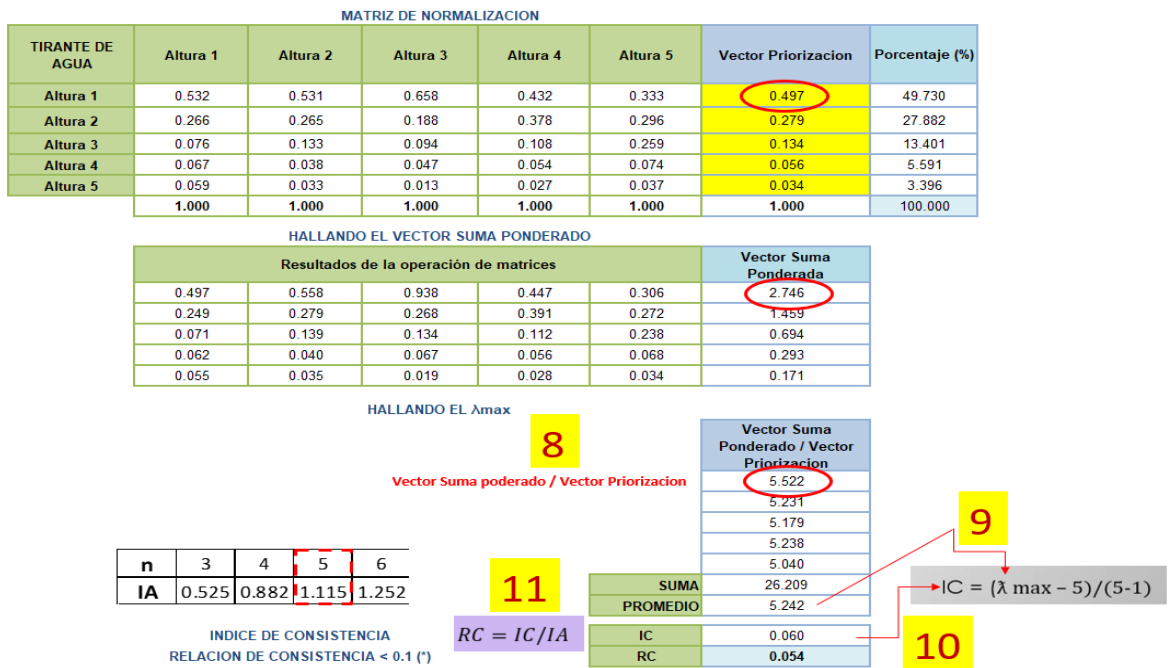 MATRIZ DE NORMALIZACION
TIRANTE DE AGUA Altura 1 Altura 2 Altura 3 Altura 4 Altura 5 Vector Priorizacion Porcentaje (%)
Altura 1 0.532 0.531 0.658 0.432 0.333 0.497 49.730
Altura 2 0.266 0.265 0.188 0.378 0.296 0.279 27.882
Altura 3 0.076 0.133 0.094 0.108 0.259 0.134 13.401
Altura 4 0.067 0.038 0.047 0.054 0.074 0.056 5.591
Altura 5 0.059 0.033 0.013 0.027 0.037 0.034 3.396
1.000 1.000 1.000 1.000 1.000 1.000 100.000
HALLANDO EL VECTOR SUMA PONDERADO
Resultados de la operación de matrices Vector Suma Ponderada
0.497 0.558 0.938 0.447 0.306 2.746
0.249 0.279 0.268 0.391 0.272 1.459
0.071 0.139 0.134 0.112 0.238 0.694
0.062 0.040 0.067 0.056 0.068 0.293
0.055 0.035 0.019 0.028 0.034 0.171
HALLANDO EL λmax
8
Vector Suma poderado / Vector Priorizacion
Vector Suma
Ponderado / Vector
Priorizacion
5.522
5.231
5.179
5.238
5.040
SUMA 26.209
PROMEDIO 5.242
9
IC = (λ max – 5)/(5-1)
n 3 4 5 6
IA 0.525 0.882 1.115 1.252
11
RC = IC/IA
INDICE DE CONSISTENCIA IC 0.060
RELACION DE CONSISTENCIA < 0.1 (*) RC 0.054
10